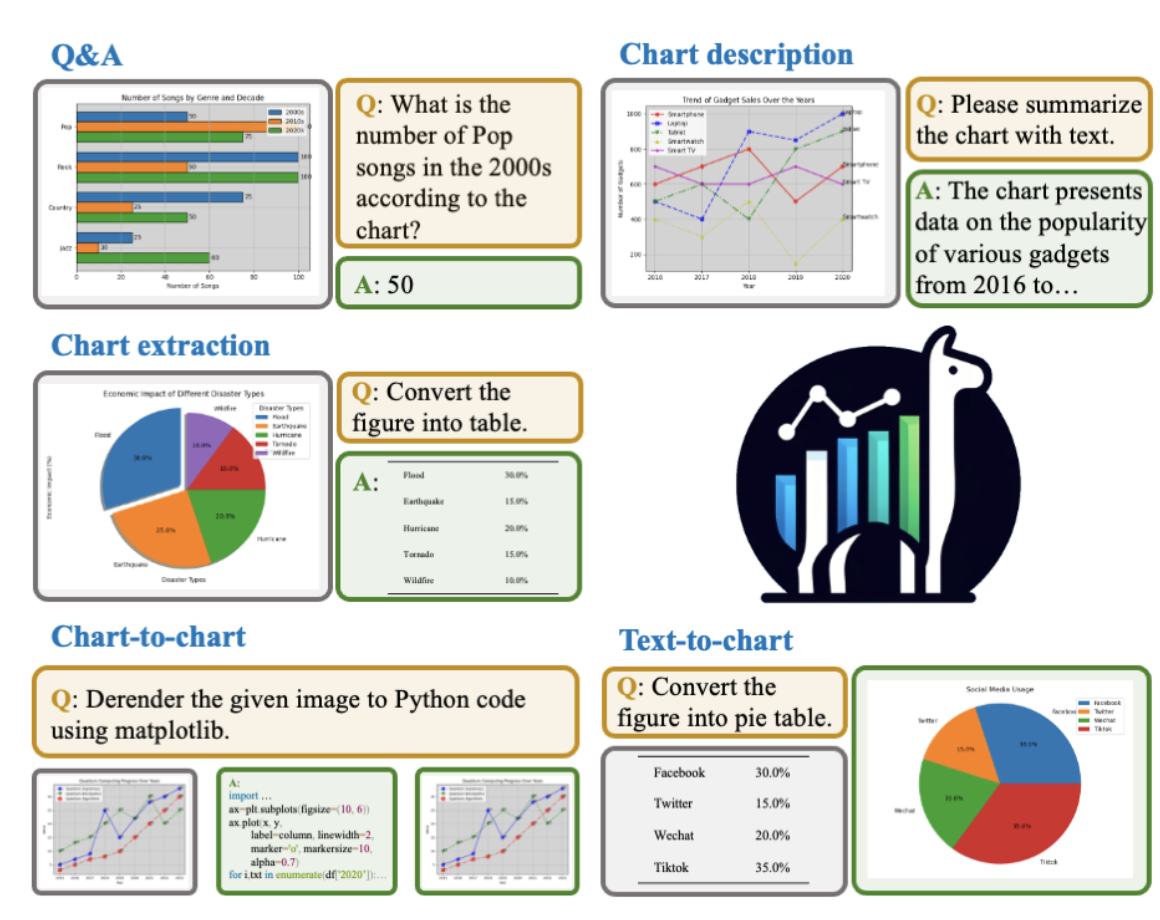 Q&A
Number of Songs by Genre and Decade
2000s
2010s
2020s
Pop
50
0
75
Rock
100
50
100
Country
75
25
50
Jazz
25
10
60
0 20 40 60 80 100
Number of Songs
Q: What is the
number of Pop
songs in the 2000s
according to the
chart?
A: 50
Chart description
Trend of Gadget Sales Over the Years
Smartphone
Laptop
Tablet
Smartwatch
Smart TV
Number of Gadgets
1000
800
600
400
200
Laptop
Tablet
Smartphone
Smart TV
Smartwatch
2016 2017 2018 2019 2020
Year
Q: Please summarize
the chart with text.
A: The chart presents
data on the popularity
of various gadgets
from 2016 to…
Chart extraction
Economic Impact of Different Disaster Types
Disaster Types
Flood
Earthquake
Hurricane
Tornado
Wildfire
Wildfire
Flood
30.0%
10.0%
15.0%
25.0%
20.0%
Hurricane
Earthquake
Economic Impact (%)
Disaster Types
Q: Convert the
figure into table.
A:
Flood 30.0%
Earthquake 15.0%
Hurricane 20.0%
Tornado 15.0%
Wildfire 10.0%
Chart-to-chart
Q: Derender the given image to Python code
using matplotlib.
Quantum Computing Progress Over Years
A:
import …
ax=plt.subplots(figsize=(10, 6))
ax.plot(x, y,
label=column, linewidth=2,
marker='o', markersize=10,
alpha=0.7)
for i,txt in enumerate(df['2020']):…
Quantum Computing Progress Over Years
Text-to-chart
Q: Convert the
figure into pie table.
Facebook 30.0%
Twitter 15.0%
Wechat 20.0%
Tiktok 35.0%
Social Media Usage
Facebook
Twitter
Wechat
Tiktok
Facebook
Twitter
30.0%
15.0%
20.0%
35.0%
Wechat
Tiktok